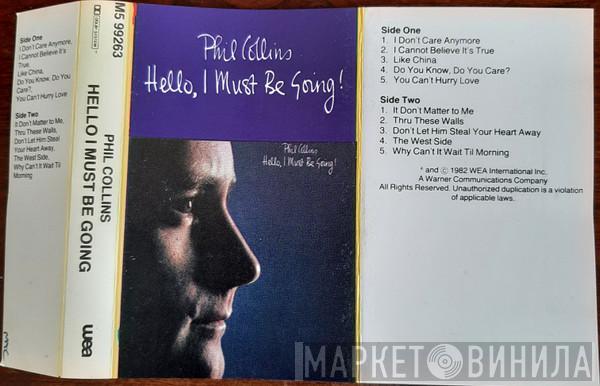 Side One
I Don't Care Anymore,
I Cannot Believe It's
True,
Like China,
Do You Know, Do You
Care?,
You Can't Hurry Love
Side Two
It Don't Matter to Me,
Thru These Walls,
Don't Let Him Steal
Your Heart Away,
The West Side,
Why Can't It Wait Til
Morning
M5 99263
PHIL COLLINS
HELLO I MUST BE GOING
wea
Phil Collins
Hello, I Must Be Going!
Phil Collins
Hello, I Must Be Going!
Side One
1. I Don't Care Anymore
2. I Cannot Believe It's True
3. Like China
4. Do You Know, Do You Care?
5. You Can't Hurry Love
Side Two
1. It Don't Matter to Me
2. Thru These Walls
3. Don't Let Him Steal Your Heart Away
4. The West Side
5. Why Can't It Wait Til Morning
* and © 1982 WEA International Inc.
A Warner Communications Company
All Rights Reserved. Unauthorized duplication is a violation
of applicable laws.
МАРКЕТ ВИНИЛА